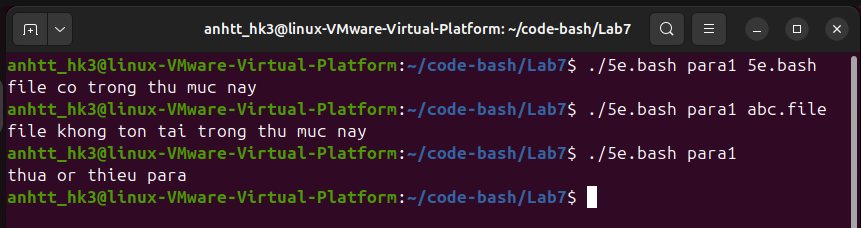 anhtt_hk3@linux-VMware-Virtual-Platform: ~/code-bash/Lab7
anhtt_hk3@linux-VMware-Virtual-Platform:~/code-bash/Lab7$ ./5e.bash para1 5e.bash
file co trong thu muc nay
anhtt_hk3@linux-VMware-Virtual-Platform:~/code-bash/Lab7$ ./5e.bash para1 abc.file
file khong ton tai trong thu muc nay
anhtt_hk3@linux-VMware-Virtual-Platform:~/code-bash/Lab7$ ./5e.bash para1
thua or thieu para
anhtt_hk3@linux-VMware-Virtual-Platform:~/code-bash/Lab7$